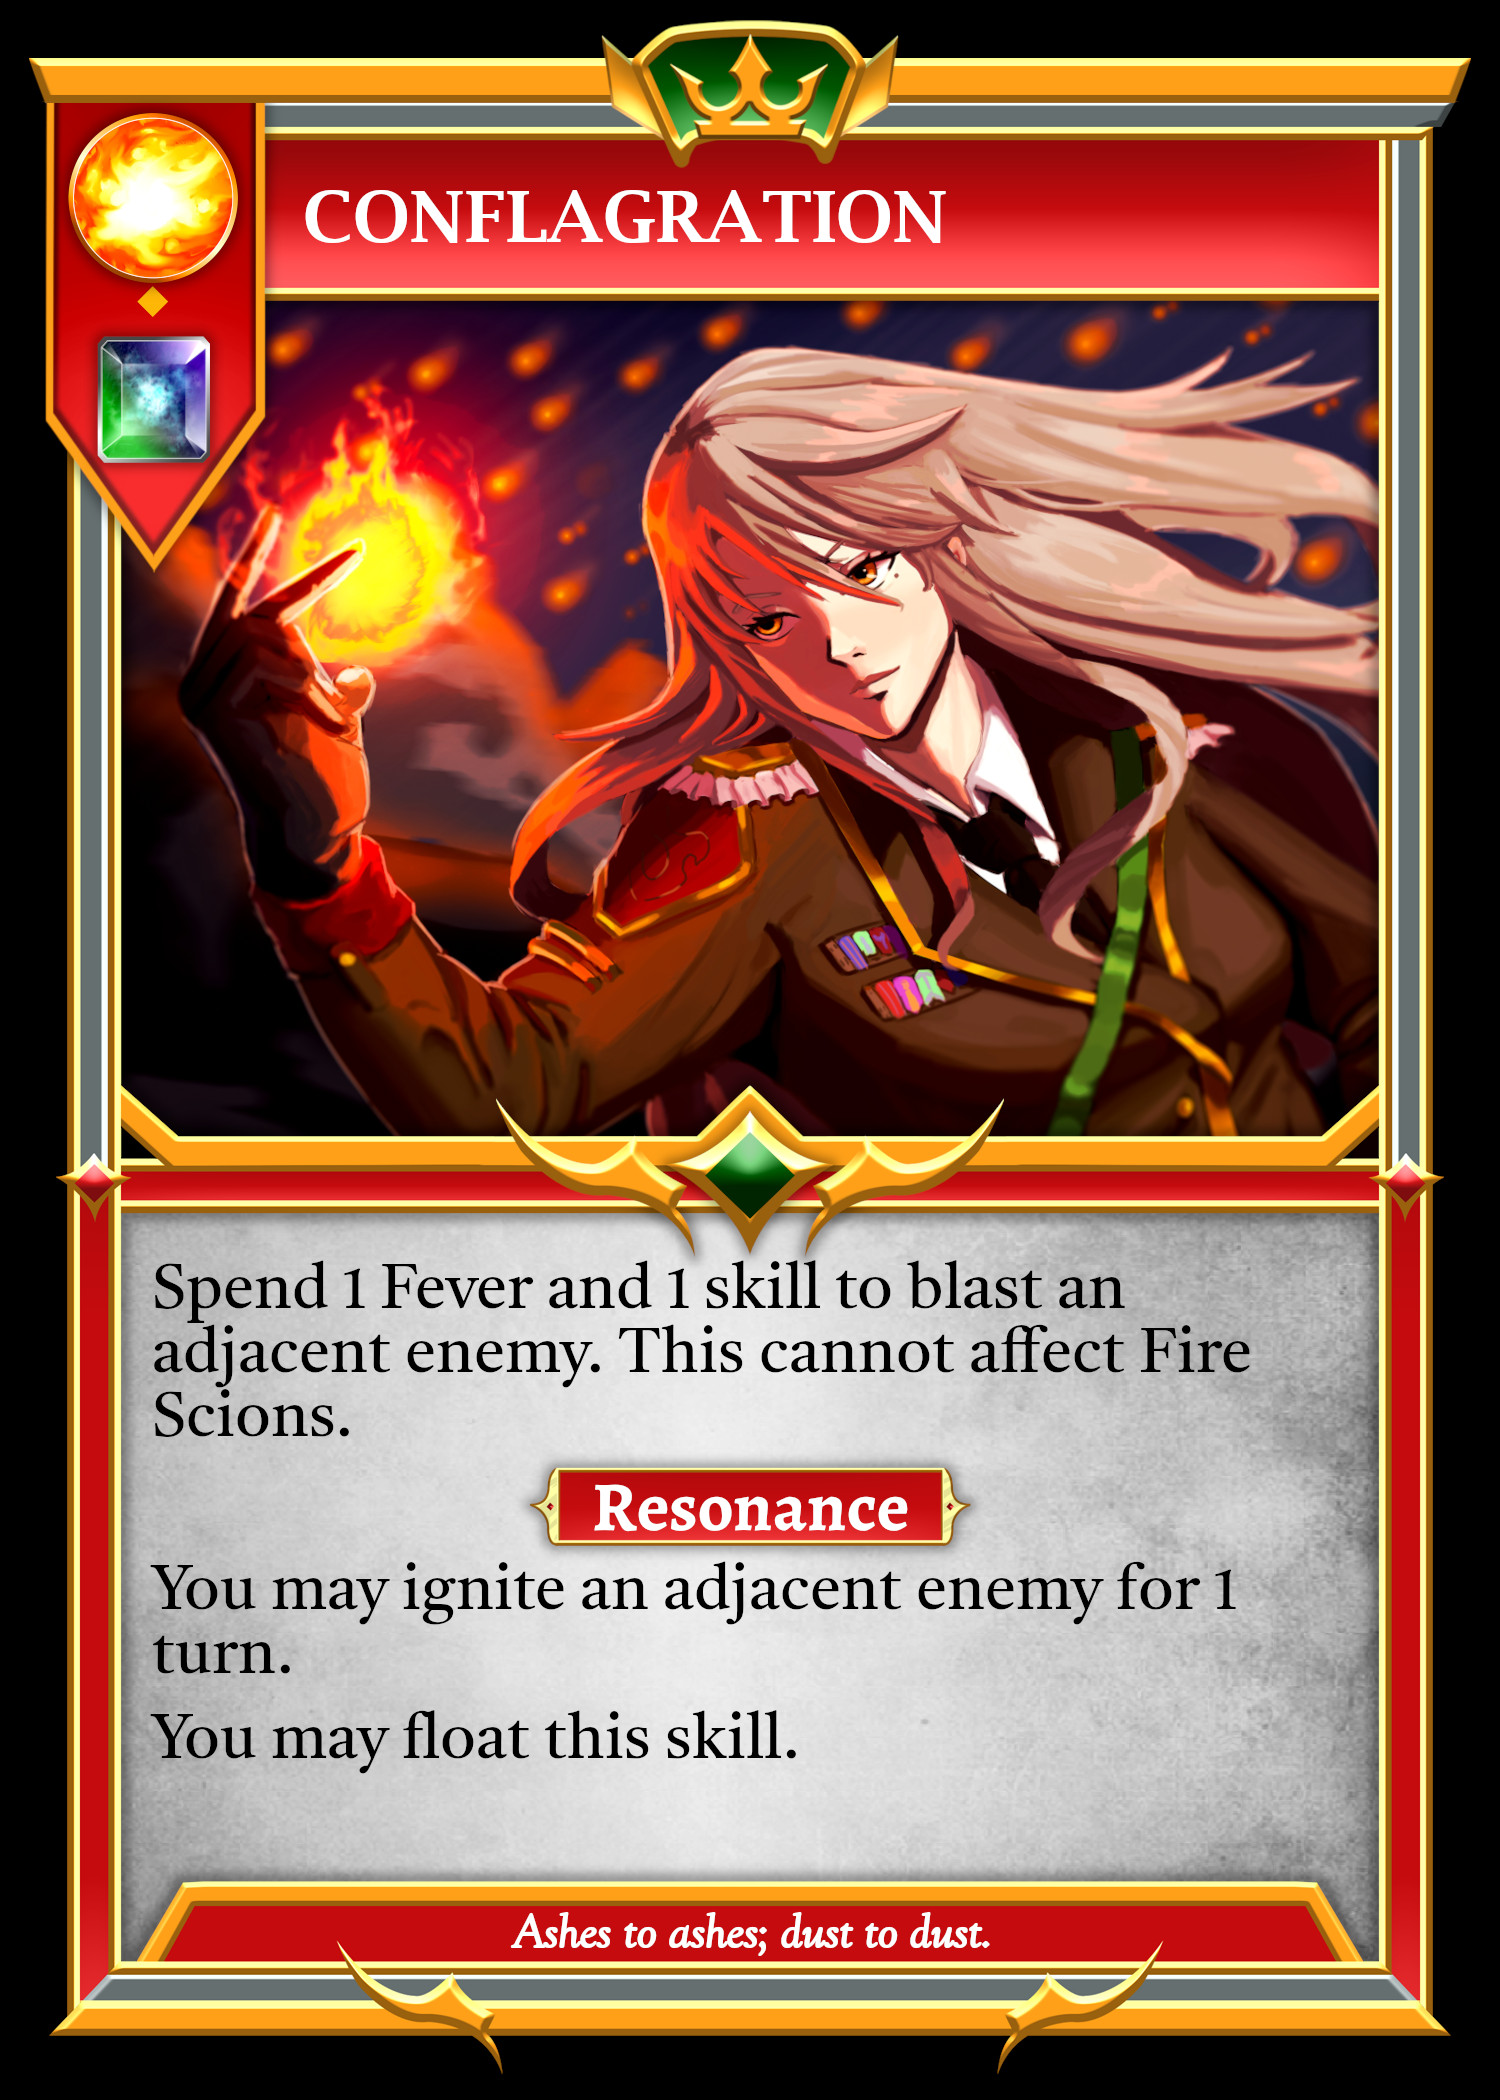 CONFLAGRATION
Spend 1 Fever and 1 skill to blast an
adjacent enemy. This cannot affect Fire
Scions.
Resonance
You may ignite an adjacent enemy for 1
turn.
You may float this skill.
Ashes to ashes; dust to dust.